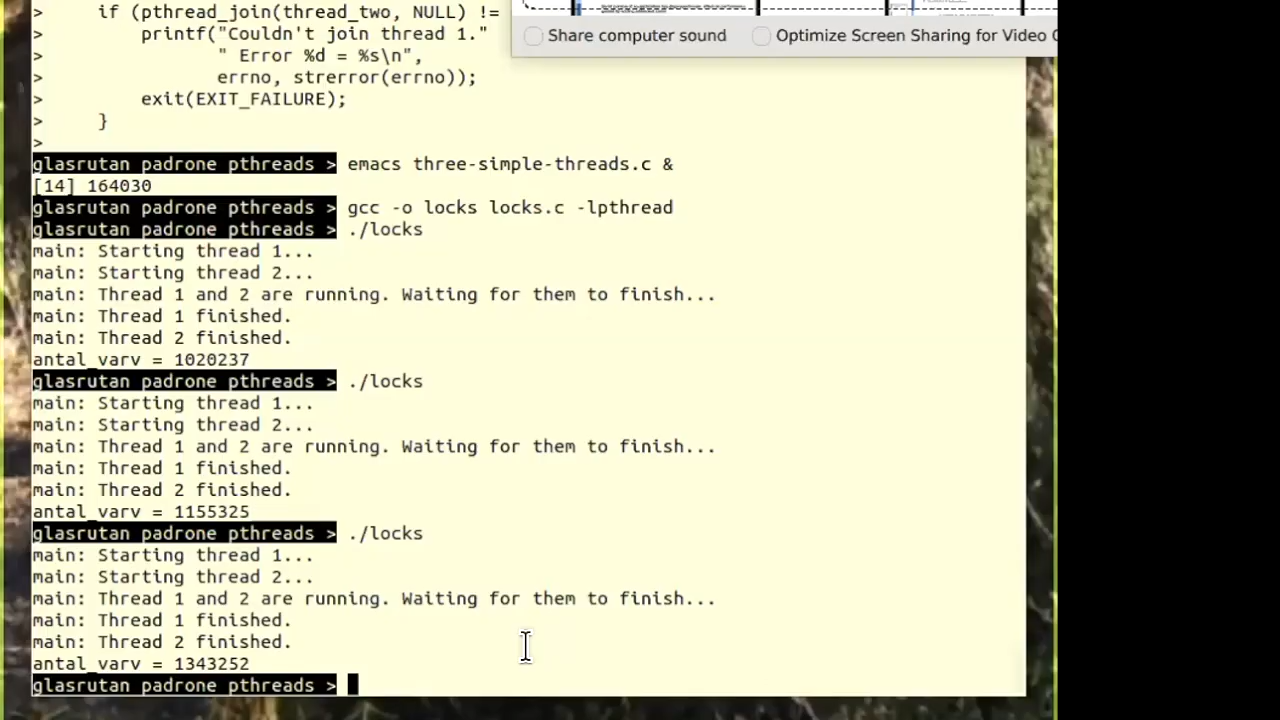 >      if (pthread_join(thread_two, NULL) !=
>          printf("Couldn't join thread 1."
>                 " Error %d = %s\n",
>                 errno, strerror(errno));
>          exit(EXIT_FAILURE);
>      }
>
Share computer sound
Optimize Screen Sharing for Video
glasrutan padrone pthreads > emacs three-simple-threads.c &
[14] 164030
glasrutan padrone pthreads > gcc -o locks locks.c -lpthread
glasrutan padrone pthreads > ./locks
main: Starting thread 1...
main: Starting thread 2...
main: Thread 1 and 2 are running. Waiting for them to finish...
main: Thread 1 finished.
main: Thread 2 finished.
antal_varv = 1020237
glasrutan padrone pthreads > ./locks
main: Starting thread 1...
main: Starting thread 2...
main: Thread 1 and 2 are running. Waiting for them to finish...
main: Thread 1 finished.
main: Thread 2 finished.
antal_varv = 1155325
glasrutan padrone pthreads > ./locks
main: Starting thread 1...
main: Starting thread 2...
main: Thread 1 and 2 are running. Waiting for them to finish...
main: Thread 1 finished.
main: Thread 2 finished.
antal_varv = 1343252
glasrutan padrone pthreads >